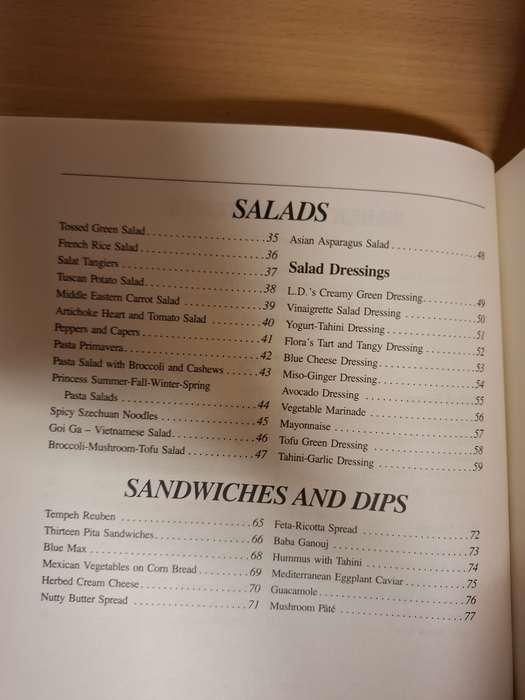 SALADS
Tossed Green Salad......................35
French Rice Salad......................36
Salat Tangiers......................37
Tuscan Potato Salad......................38
Middle Eastern Carrot Salad......................39
Artichoke Heart and Tomato Salad......................40
Peppers and Capers......................41
Pasta Primavera......................42
Pasta Salad with Broccoli and Cashews......43
Princess Summer-Fall-Winter-Spring
Pasta Salads......................44
Spicy Szechuan Noodles......................45
Goi Ga – Vietnamese Salad......................46
Broccoli-Mushroom-Tofu Salad......................47
Asian Asparagus Salad......................48
Salad Dressings
L.D.'s Creamy Green Dressing......................49
Vinaigrette Salad Dressing......................50
Yogurt-Tahini Dressing......................51
Flora's Tart and Tangy Dressing......................52
Blue Cheese Dressing......................53
Miso-Ginger Dressing......................54
Avocado Dressing......................55
Vegetable Marinade......................56
Mayonnaise......................57
Tofu Green Dressing......................58
Tahini-Garlic Dressing......................59
SANDWICHES AND DIPS
Tempeh Reuben......................65
Thirteen Pita Sandwiches......................66
Blue Max......................68
Mexican Vegetables on Corn Bread......................69
Herbed Cream Cheese......................70
Nutty Butter Spread......................71
Feta-Ricotta Spread......................72
Baba Ganouj......................73
Hummus with Tahini......................74
Mediterranean Eggplant Caviar......................75
Guacamole......................76
Mushroom Pâté......................77